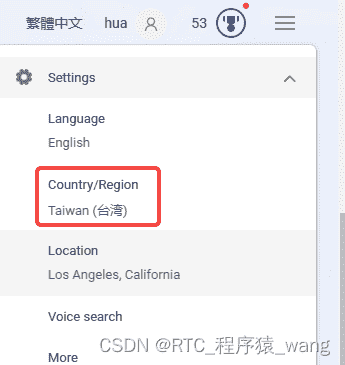 繁體中文 hua 53
Settings
Language
English
Country/Region
Taiwan (台湾)
Location
Los Angeles, California
Voice search
More
CSDN @RTC_程序猿_wang